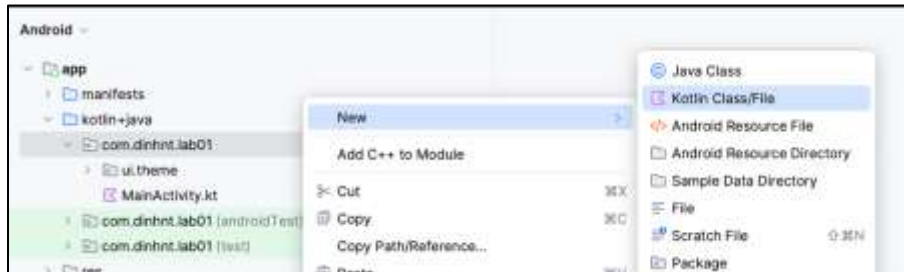 Android
app
manifests
kotlin+java
com.dinhnt.lab01
ui.theme
MainActivity.kt
com.dinhnt.lab01 (androidTest)
com.dinhnt.lab01 (test)
res
New
Add C++ to Module
Cut ⌘X
Copy ⌘C
Copy Path/Reference...
Paste ⌘V
Java Class
Kotlin Class/File
Android Resource File
Android Resource Directory
Sample Data Directory
File
Scratch File ⇧⌘N
Package